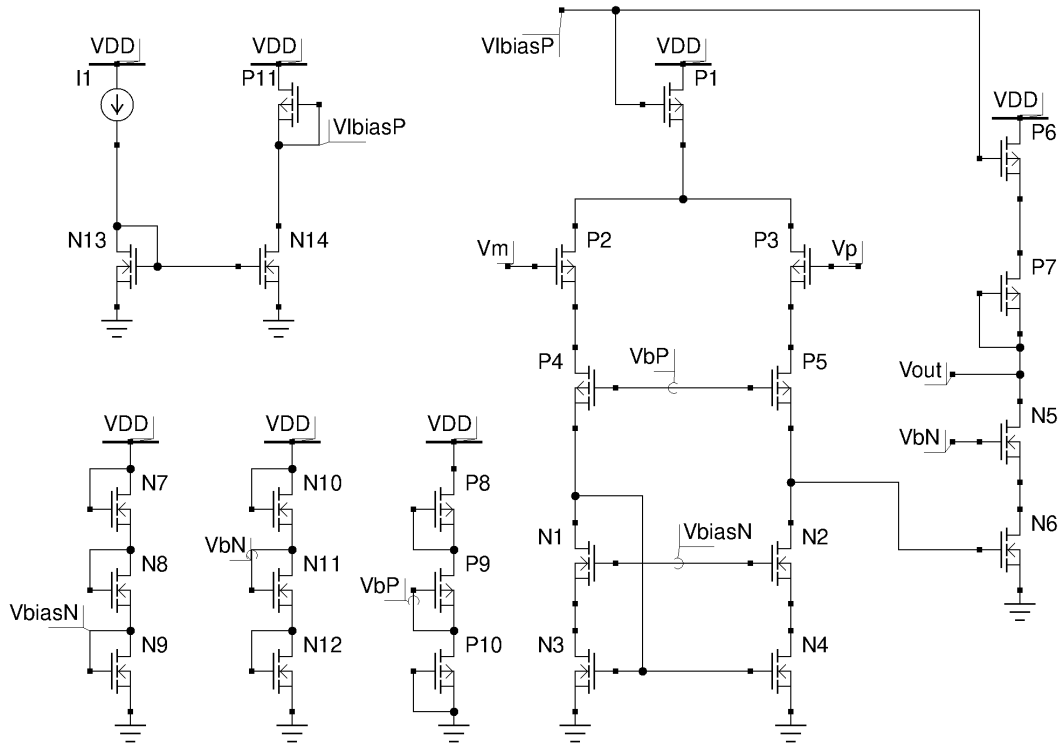 VIbiasP
VDD
VDD
VDD
I1
P11
P1
VDD
P6
VIbiasP
N13
N14
Vm
P2
P3
Vp
P7
P4
VbP
P5
Vout
VDD
VDD
VDD
VbN
N5
N7
N10
P8
N1
VbiasN
N2
N6
N8
VbN
N11
VbP
P9
VbiasN
N9
N12
P10
N3
N4